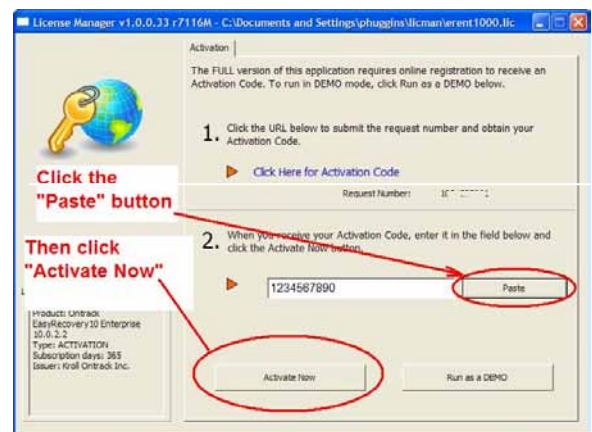 License Manager v1.0.0.33 r7116M - C:\Documents and Settings\phuggins\licman\erent1000.lic
Activation
The FULL version of this application requires online registration to receive an
Activation Code. To run in DEMO mode, click Run as a DEMO below.
1. Click the URL below to submit the request number and obtain your
Activation Code.
Click Here for Activation Code
Request Number:
Click the
"Paste" button
2. When you receive your Activation Code, enter it in the field below and
click the Activate Now button.
Then click
"Activate Now"
1234567890
Paste
Product: Ontrack
EasyRecovery10 Enterprise
10.0.2.2
Type: ACTIVATION
Subscription days: 365
Issuer: Kroll Ontrack Inc.
Activate Now
Run as a DEMO